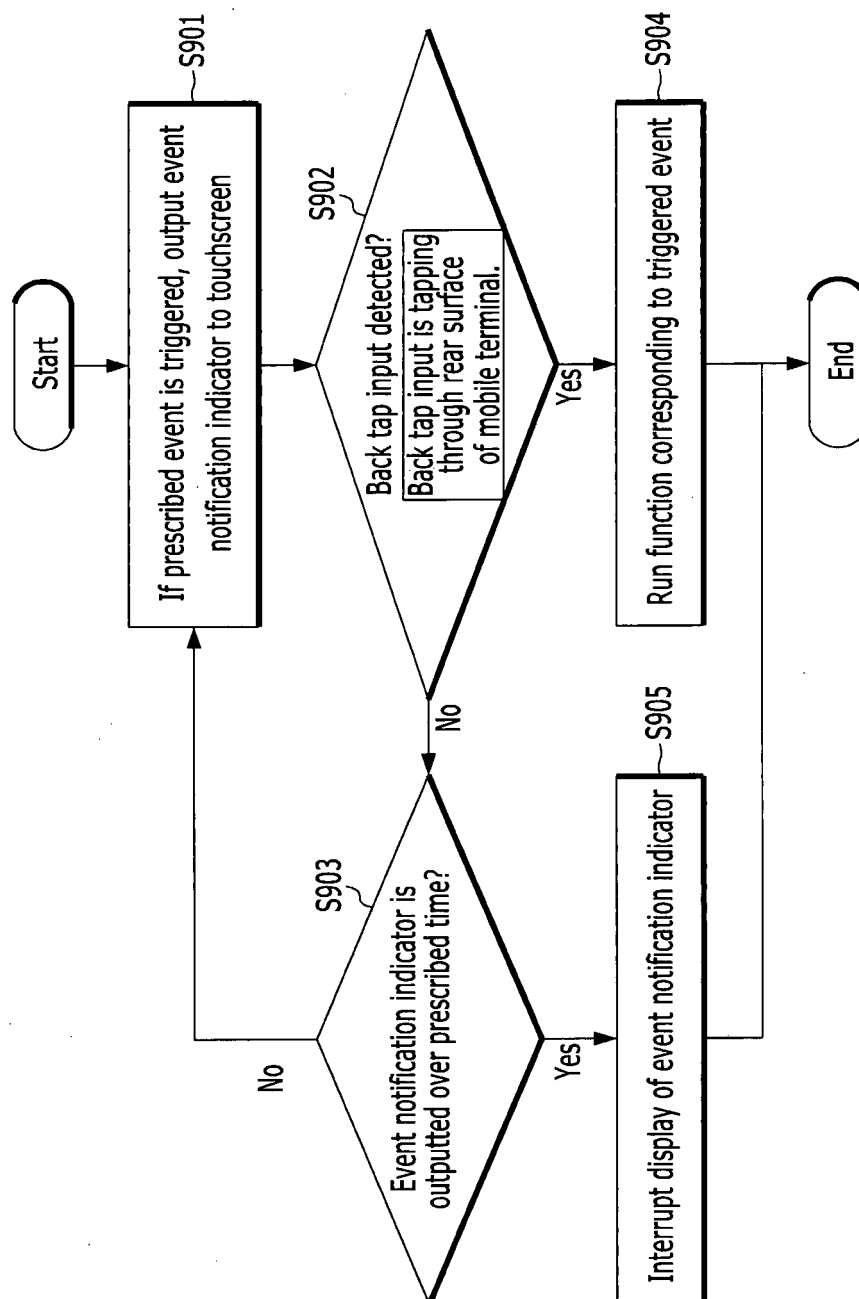 Start
If prescribed event is triggered, output event
notification indicator to touchscreen
S901
Back tap input detected?
Back tap input is tapping
through rear surface
of mobile terminal.
S902
No
Yes
Event notification indicator is
outputted over prescribed time?
S903
No
Yes
Run function corresponding to triggered event
S904
Interrupt display of event notification indicator
S905
End